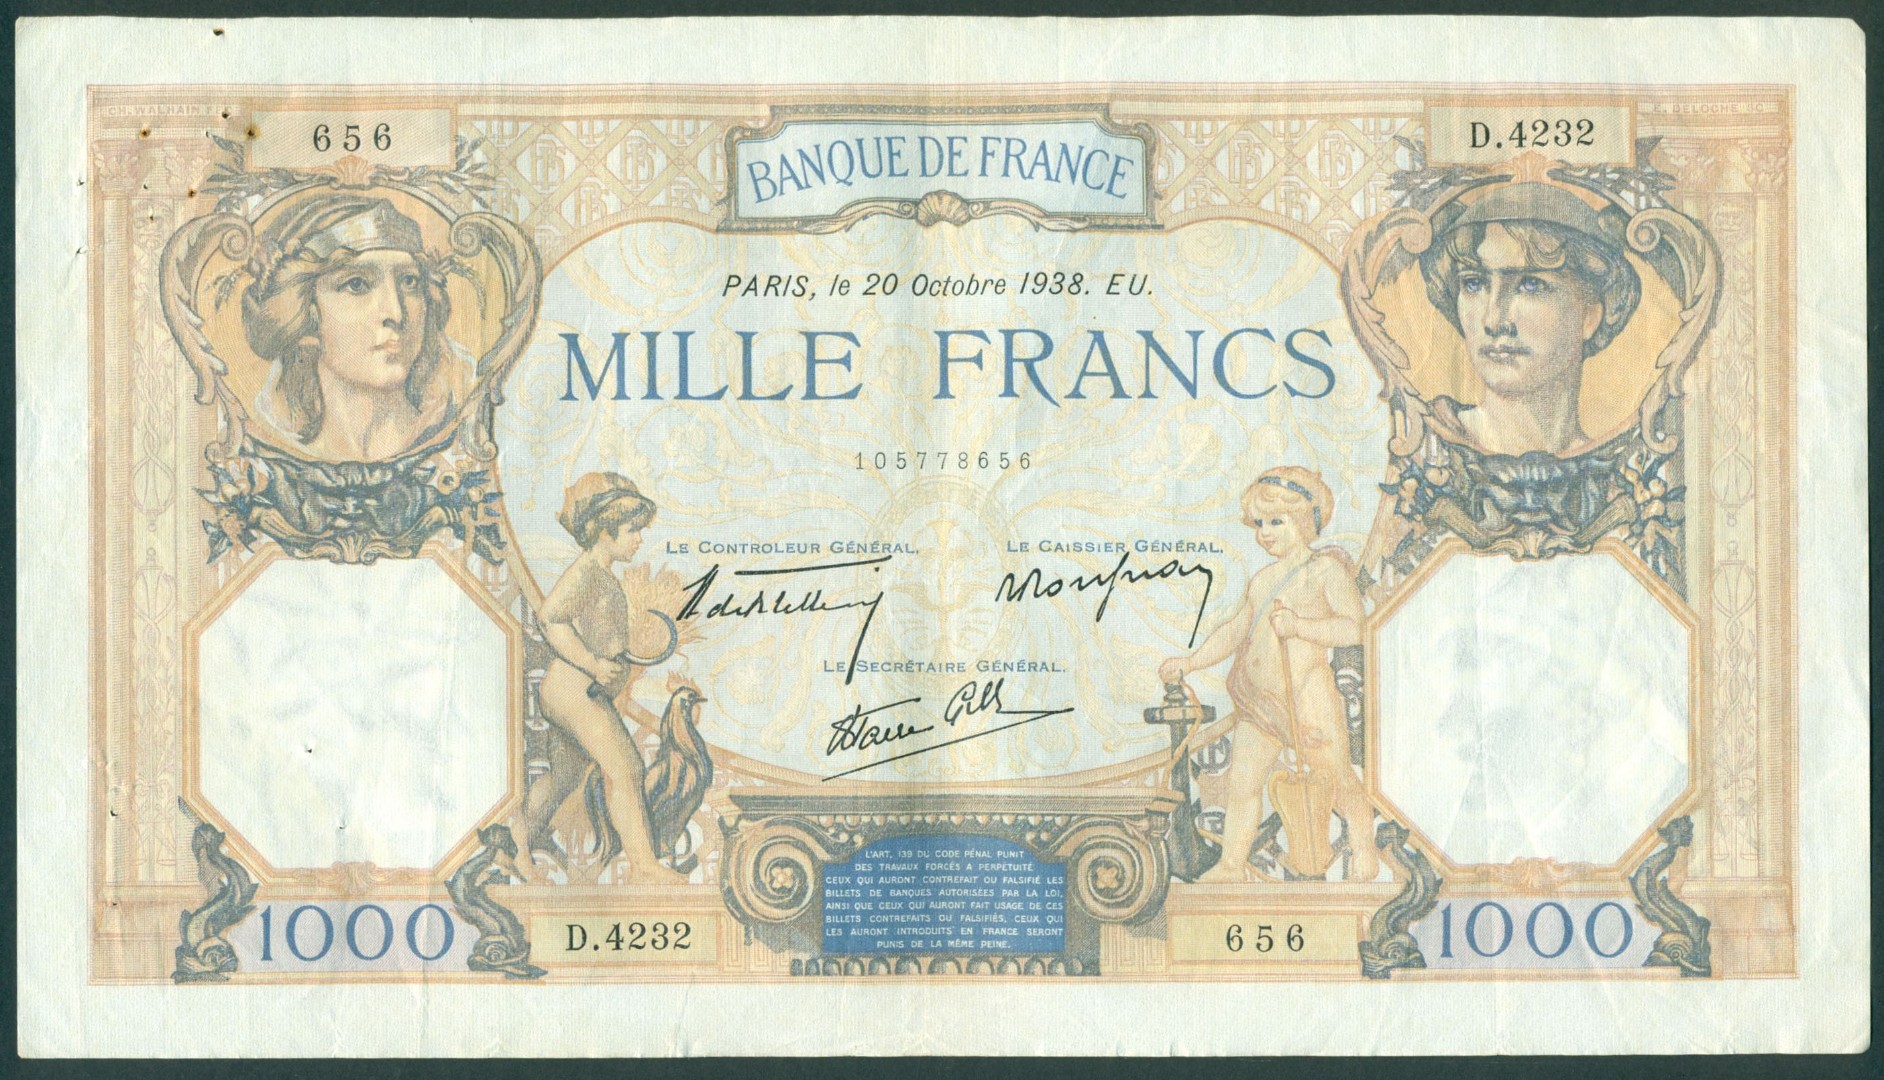 CH. WALHAIN
E. DELOCHE SC
656
D.4232
BANQUE DE FRANCE
PARIS, le 20 Octobre 1938. EU.
MILLE FRANCS
105778656
LE CONTROLEUR GÉNÉRAL,
LE CAISSIER GÉNÉRAL,
LE SECRÉTAIRE GÉNÉRAL.
L'ART. 139 DU CODE PÉNAL PUNIT
DES TRAVAUX FORCÉS A PERPÉTUITÉ
CEUX QUI AURONT CONTREFAIT OU FALSIFIÉ LES
BILLETS DE BANQUES AUTORISÉES PAR LA LOI,
AINSI QUE CEUX QUI AURONT FAIT USAGE DE CES
BILLETS CONTREFAITS OU FALSIFIÉS. CEUX QUI
LES AURONT INTRODUITS EN FRANCE SERONT
PUNIS DE LA MÊME PEINE.
1000
D.4232
656
1000